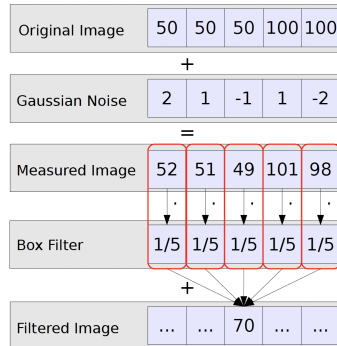 Original Image 50 50 50 100 100
+
Gaussian Noise 2 1 -1 1 -2
=
Measured Image 52 51 49 101 98
. . . . .
Box Filter 1/5 1/5 1/5 1/5 1/5
+
Filtered Image ... ... 70 ... ...